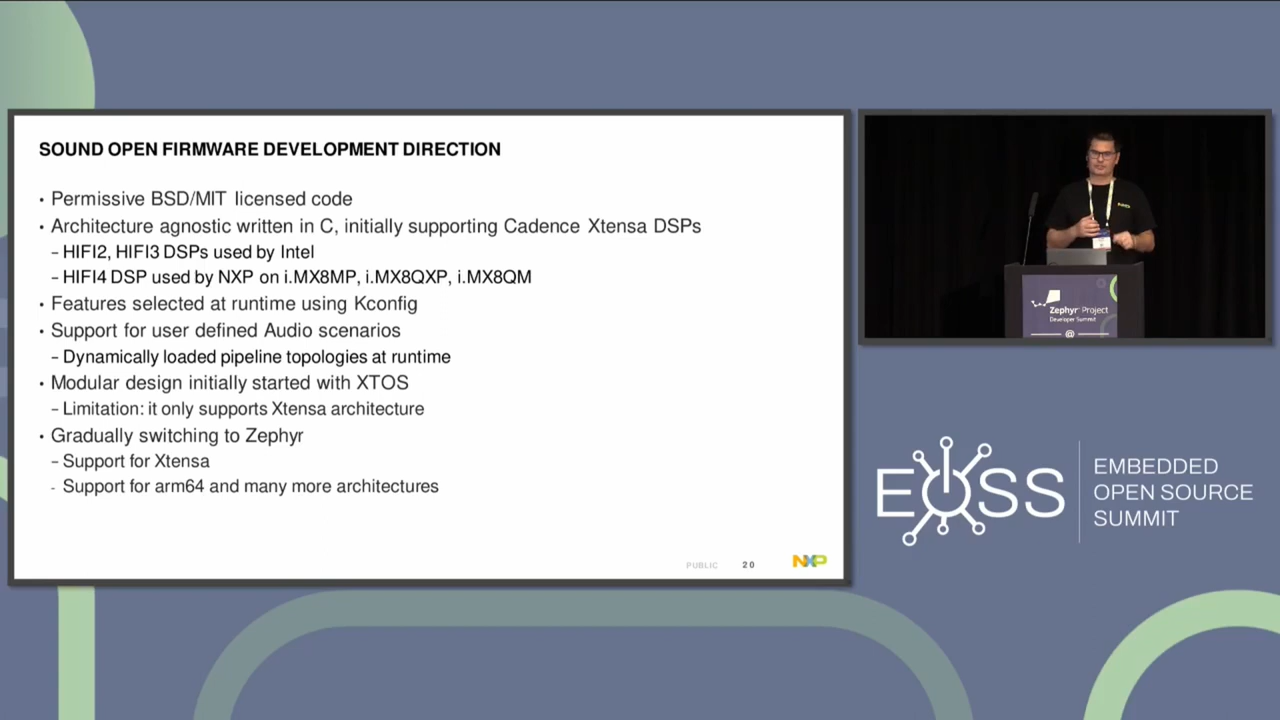 SOUND OPEN FIRMWARE DEVELOPMENT DIRECTION
• Permissive BSD/MIT licensed code
• Architecture agnostic written in C, initially supporting Cadence Xtensa DSPs
– HIFI2, HIFI3 DSPs used by Intel
– HIFI4 DSP used by NXP on i.MX8MP, i.MX8QXP, i.MX8QM
• Features selected at runtime using Kconfig
• Support for user defined Audio scenarios
– Dynamically loaded pipeline topologies at runtime
• Modular design initially started with XTOS
– Limitation: it only supports Xtensa architecture
• Gradually switching to Zephyr
– Support for Xtensa
- Support for arm64 and many more architectures
PUBLIC 20 NXP
Zephyr Project
Developer Summit
@
EOSS
EMBEDDED
OPEN SOURCE
SUMMIT